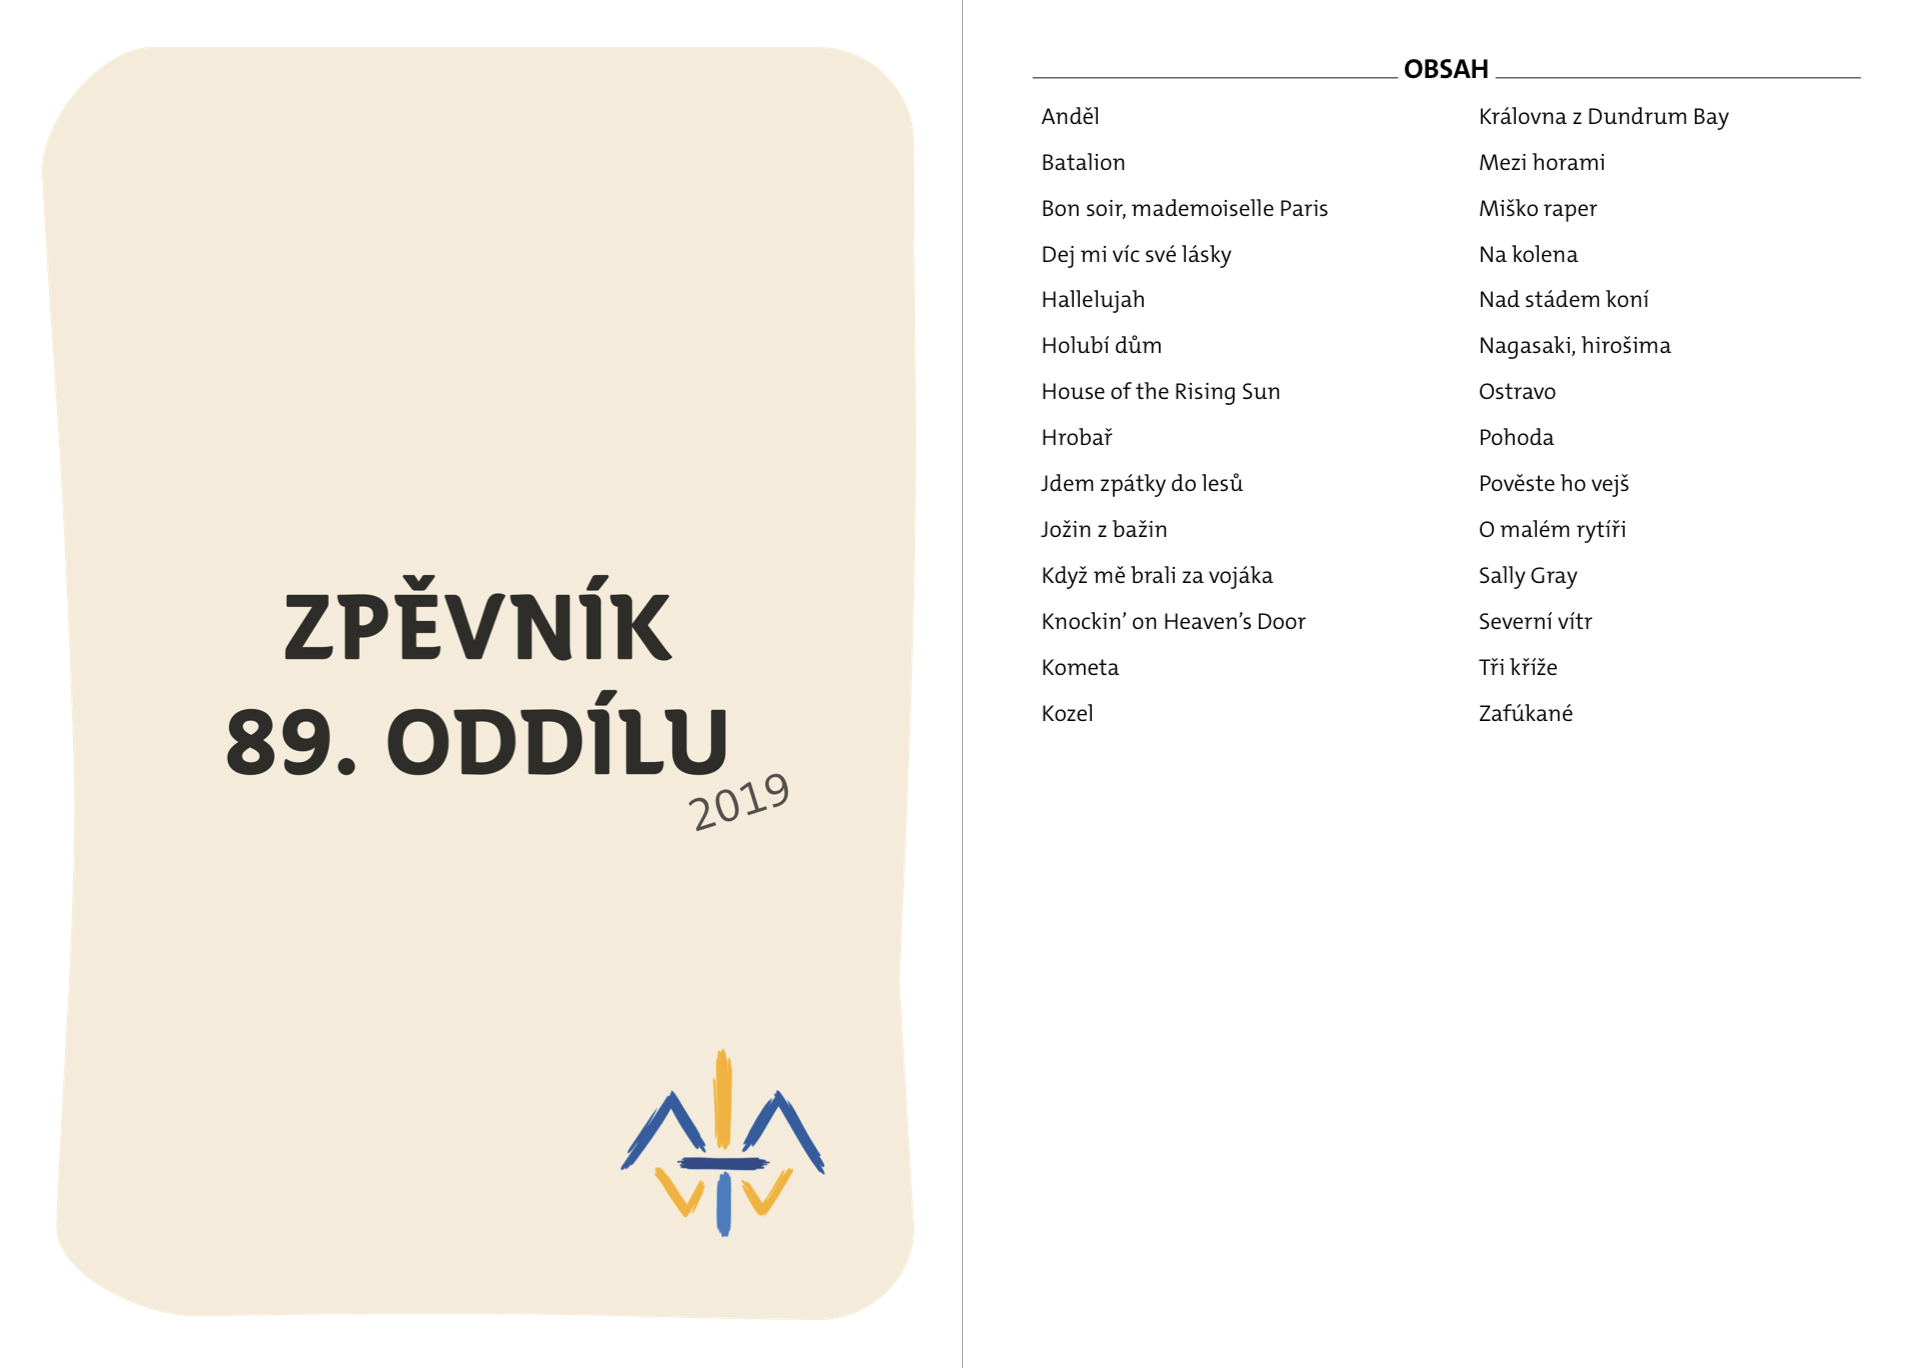 ZPĚVNÍK
89. ODDÍLU
2019
OBSAH
Anděl
Batalion
Bon soir, mademoiselle Paris
Dej mi víc své lásky
Hallelujah
Holubí dům
House of the Rising Sun
Hrobař
Jdem zpátky do lesů
Jožin z bažin
Když mě brali za vojáka
Knockin’ on Heaven’s Door
Kometa
Kozel
Královna z Dundrum Bay
Mezi horami
Miško raper
Na kolena
Nad stádem koní
Nagasaki, hirošima
Ostravo
Pohoda
Pověste ho vejš
O malém rytíři
Sally Gray
Severní vítr
Tři kříže
Zafúkané